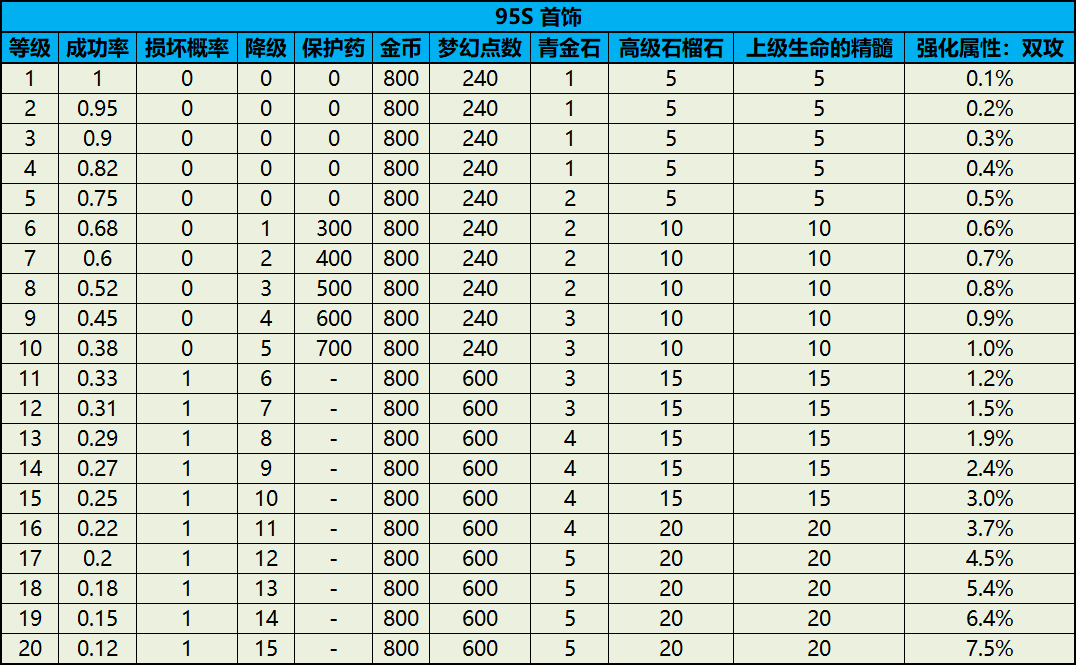 95S 首饰
等级 成功率 损坏概率 降级 保护药 金币 梦幻点数 青金石 高级石榴石 上级生命的精髓 强化属性：双攻
1 1 0 0 0 800 240 1 5 5 0.1%
2 0.95 0 0 0 800 240 1 5 5 0.2%
3 0.9 0 0 0 800 240 1 5 5 0.3%
4 0.82 0 0 0 800 240 1 5 5 0.4%
5 0.75 0 0 0 800 240 2 5 5 0.5%
6 0.68 0 1 300 800 240 2 10 10 0.6%
7 0.6 0 2 400 800 240 2 10 10 0.7%
8 0.52 0 3 500 800 240 2 10 10 0.8%
9 0.45 0 4 600 800 240 3 10 10 0.9%
10 0.38 0 5 700 800 240 3 10 10 1.0%
11 0.33 1 6 - 800 600 3 15 15 1.2%
12 0.31 1 7 - 800 600 3 15 15 1.5%
13 0.29 1 8 - 800 600 4 15 15 1.9%
14 0.27 1 9 - 800 600 4 15 15 2.4%
15 0.25 1 10 - 800 600 4 15 15 3.0%
16 0.22 1 11 - 800 600 4 20 20 3.7%
17 0.2 1 12 - 800 600 5 20 20 4.5%
18 0.18 1 13 - 800 600 5 20 20 5.4%
19 0.15 1 14 - 800 600 5 20 20 6.4%
20 0.12 1 15 - 800 600 5 20 20 7.5%